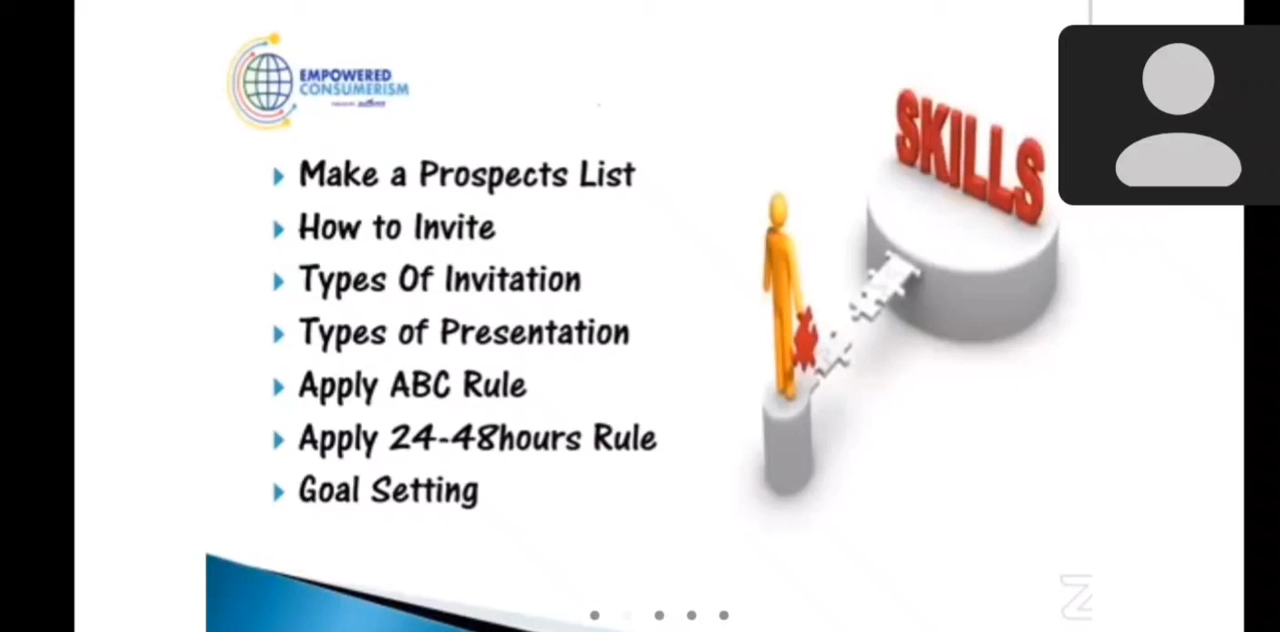 EMPOWERED
CONSUMERISM
Make a Prospects List
How to Invite
Types Of Invitation
Types of Presentation
Apply ABC Rule
Apply 24-48hours Rule
Goal Setting
SKILLS